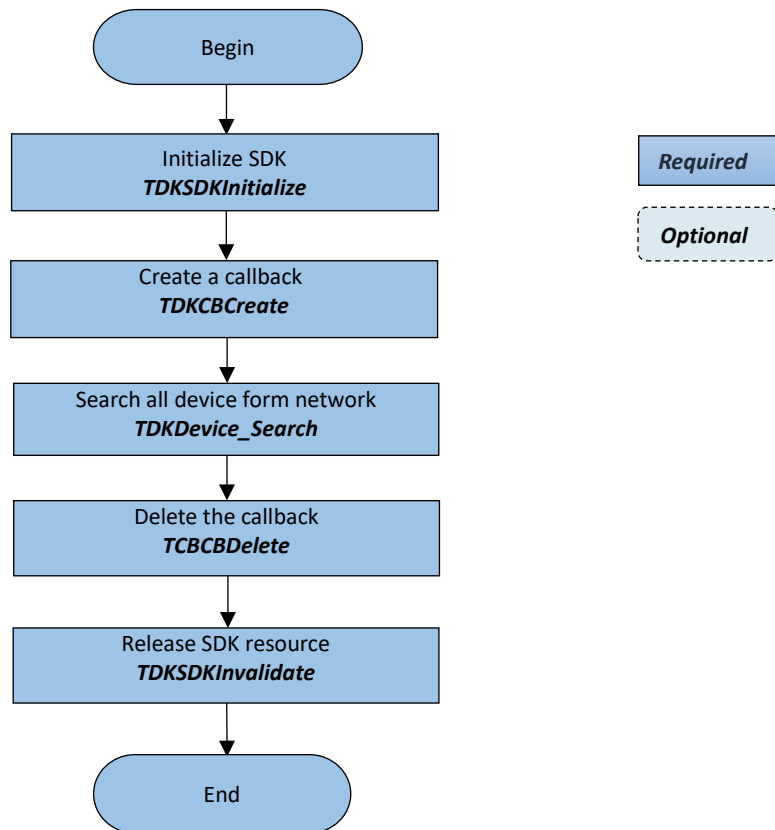 Begin
Initialize SDK
TDKSDKInitialize
Required
Optional
Create a callback
TDKCBCreate
Search all device form network
TDKDevice_Search
Delete the callback
TCBCBDelete
Release SDK resource
TDKSDKInvalidate
End